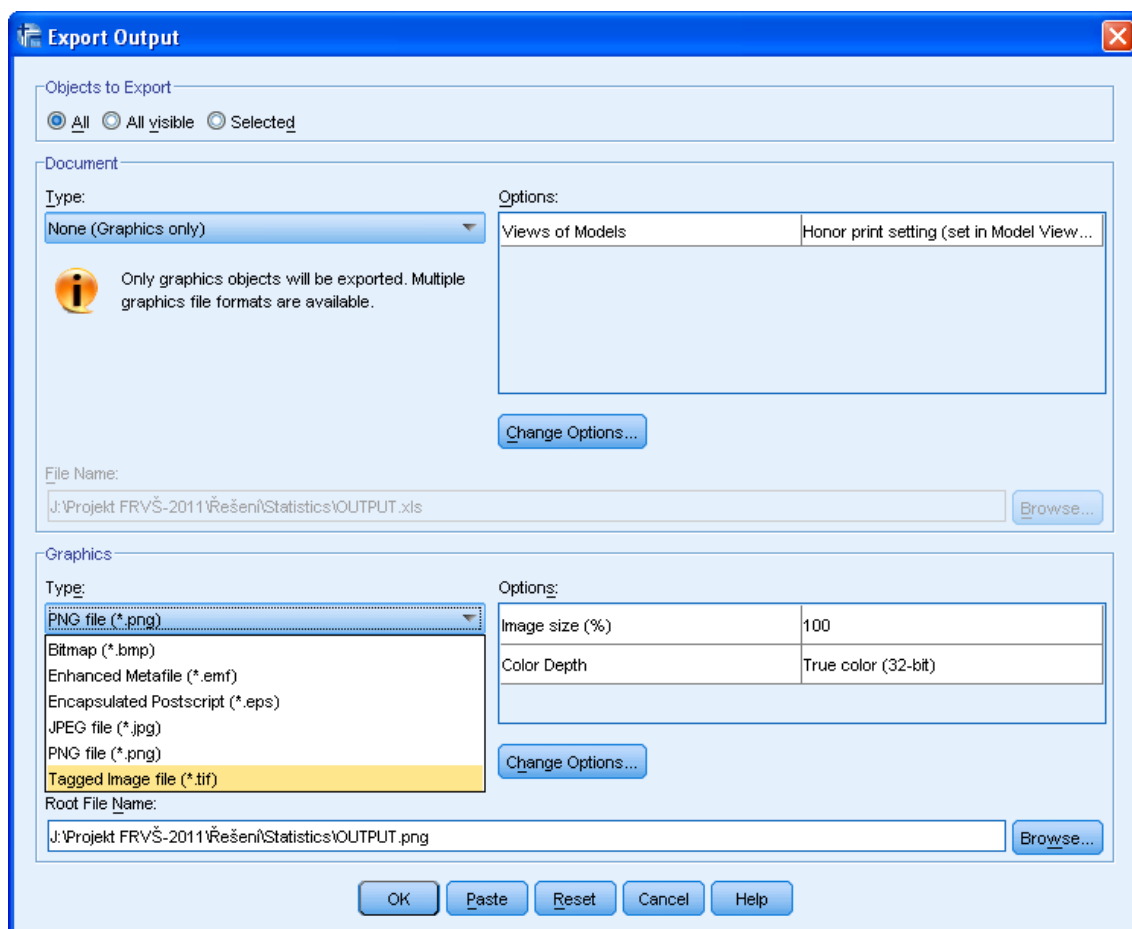 Export Output
Objects to Export
All All visible Selected
Document
Type:
None (Graphics only)
Only graphics objects will be exported. Multiple
graphics file formats are available.
Options:
Views of Models Honor print setting (set in Model View...
Change Options...
File Name:
J:\Projekt FRVŠ-2011\Řešení\Statistics\OUTPUT.xls
Browse...
Graphics
Type:
PNG file (*.png)
Bitmap (*.bmp)
Enhanced Metafile (*.emf)
Encapsulated Postscript (*.eps)
JPEG file (*.jpg)
PNG file (*.png)
Tagged Image file (*.tif)
Options:
Image size (%) 100
Color Depth True color (32-bit)
Change Options...
Root File Name:
J:\Projekt FRVŠ-2011\Řešení\Statistics\OUTPUT.png
Browse...
OK Paste Reset Cancel Help